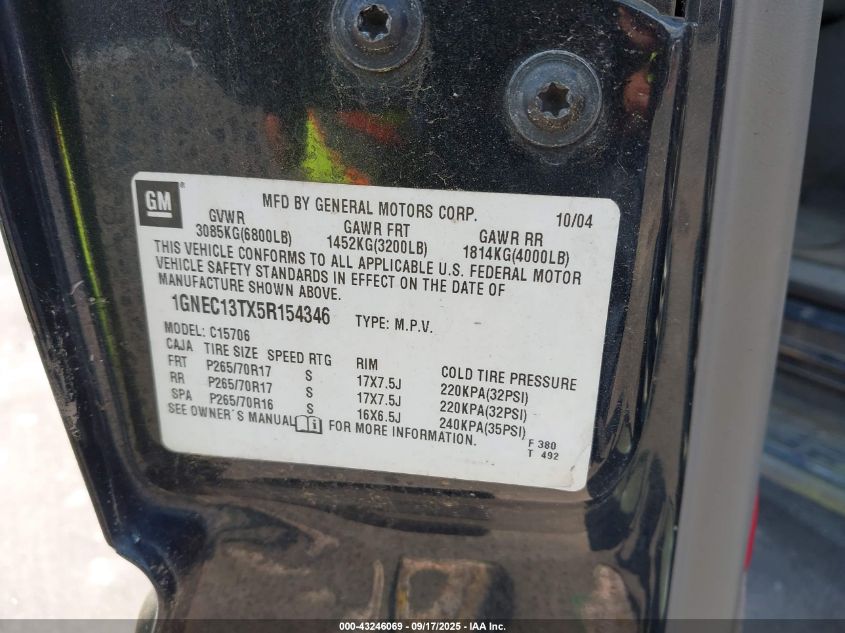 GM ®
MFD BY GENERAL MOTORS CORP. 10/04
GVWR GAWR FRT GAWR RR
3085KG(6800LB) 1452KG(3200LB) 1814KG(4000LB)
THIS VEHICLE CONFORMS TO ALL APPLICABLE U.S. FEDERAL MOTOR
VEHICLE SAFETY STANDARDS IN EFFECT ON THE DATE OF
MANUFACTURE SHOWN ABOVE.
1GNEC13TX5R154346 TYPE: M.P.V.
MODEL: C15706
CAJA TIRE SIZE SPEED RTG RIM COLD TIRE PRESSURE
FRT P265/70R17 S 17X7.5J 220KPA(32PSI)
RR P265/70R17 S 17X7.5J 220KPA(32PSI)
SPA P265/70R16 S 16X6.5J 240KPA(35PSI)
SEE OWNER'S MANUAL i FOR MORE INFORMATION.
F 380
T 492
000-43246069 - 09/17/2025 - IAA Inc.